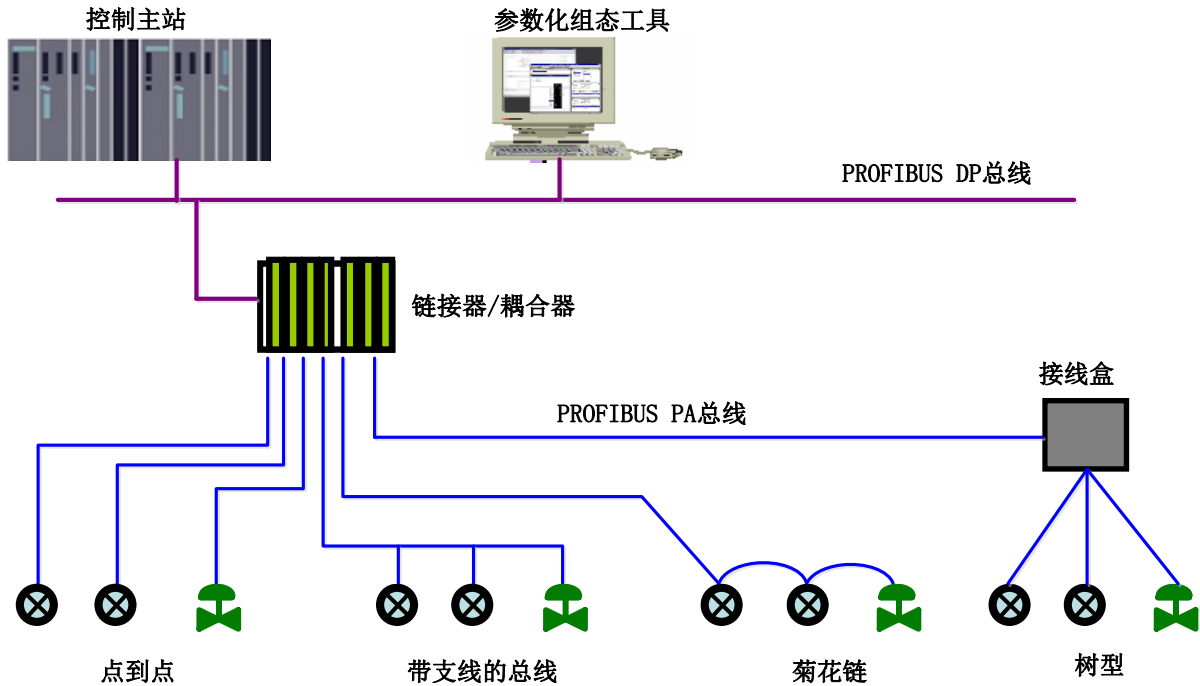 控制主站
参数化组态工具
PROFIBUS DP总线
链接器/耦合器
接线盒
PROFIBUS PA总线
点到点
带支线的总线
菊花链
树型